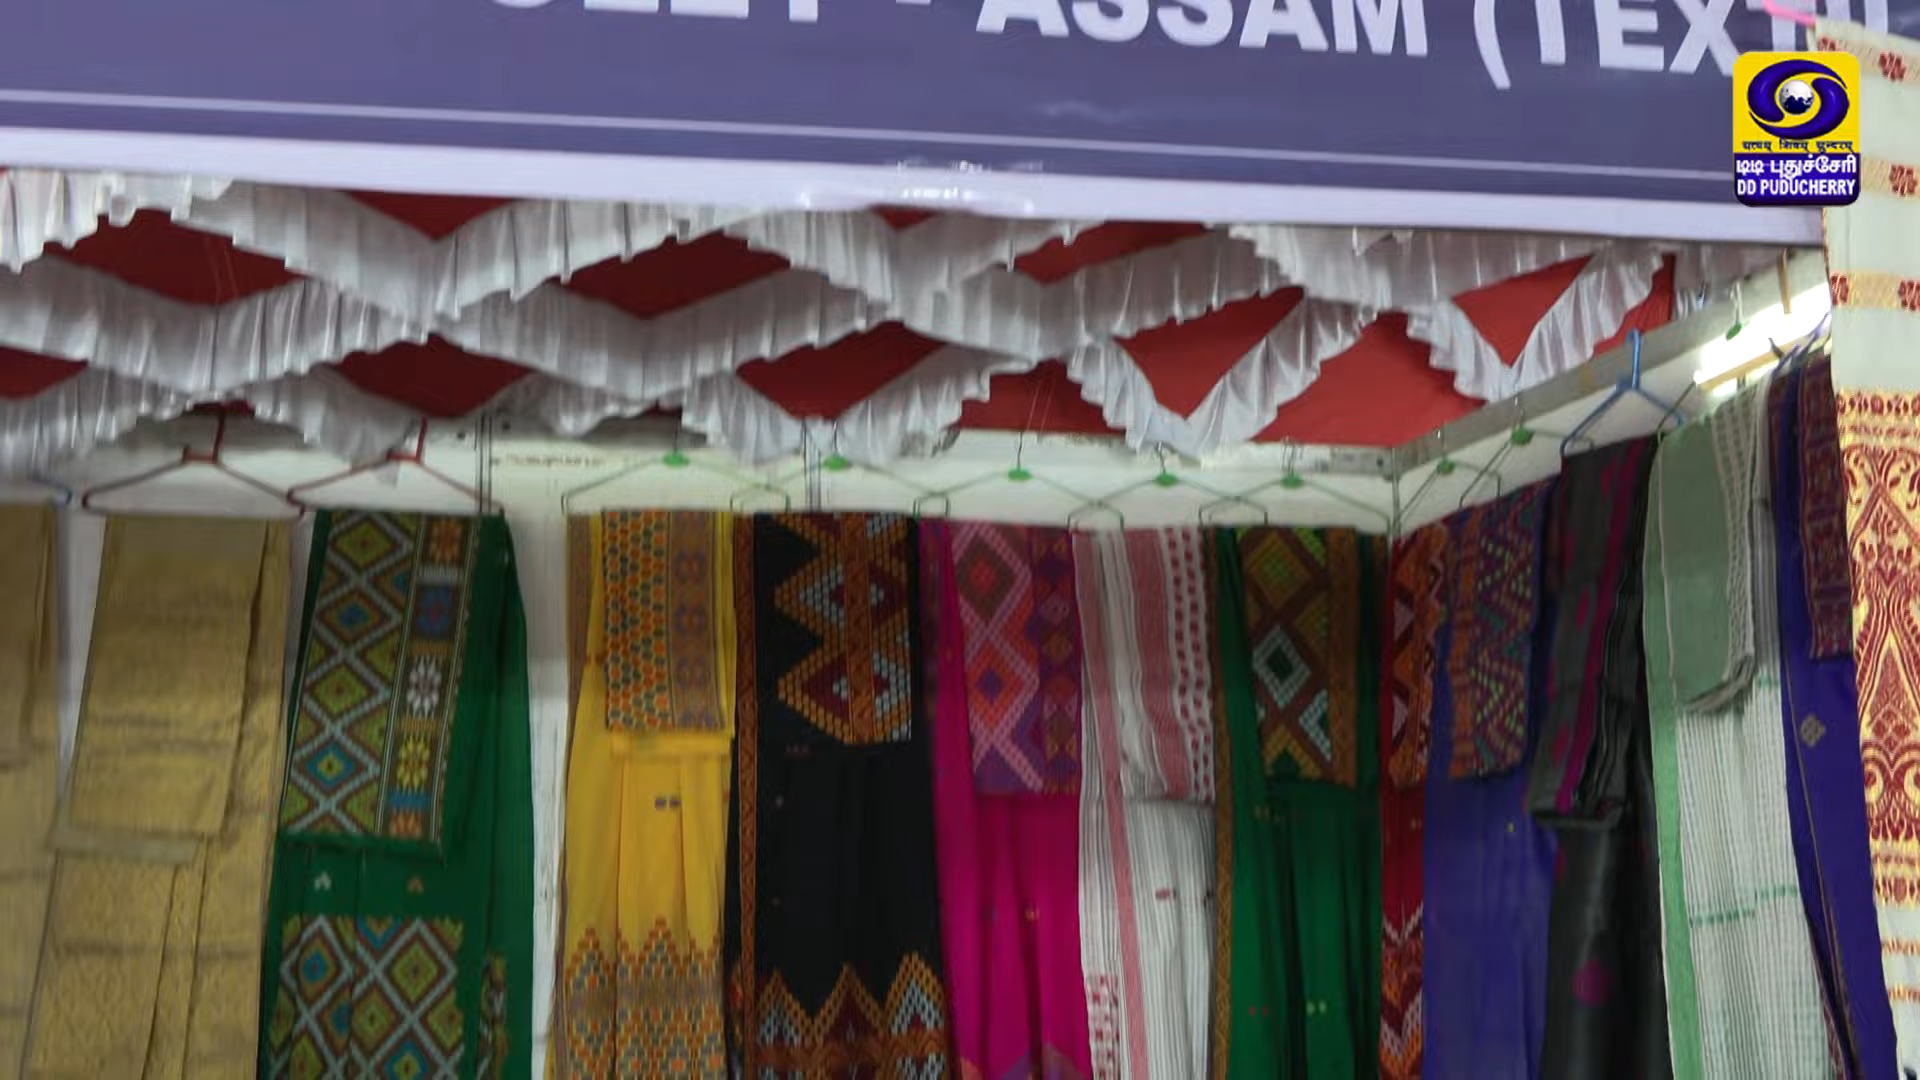 - ASSAM (TEXT
सत्यम् शिवम् सुन्दरम्
டிடி புதுச்சேரி
DD PUDUCHERRY